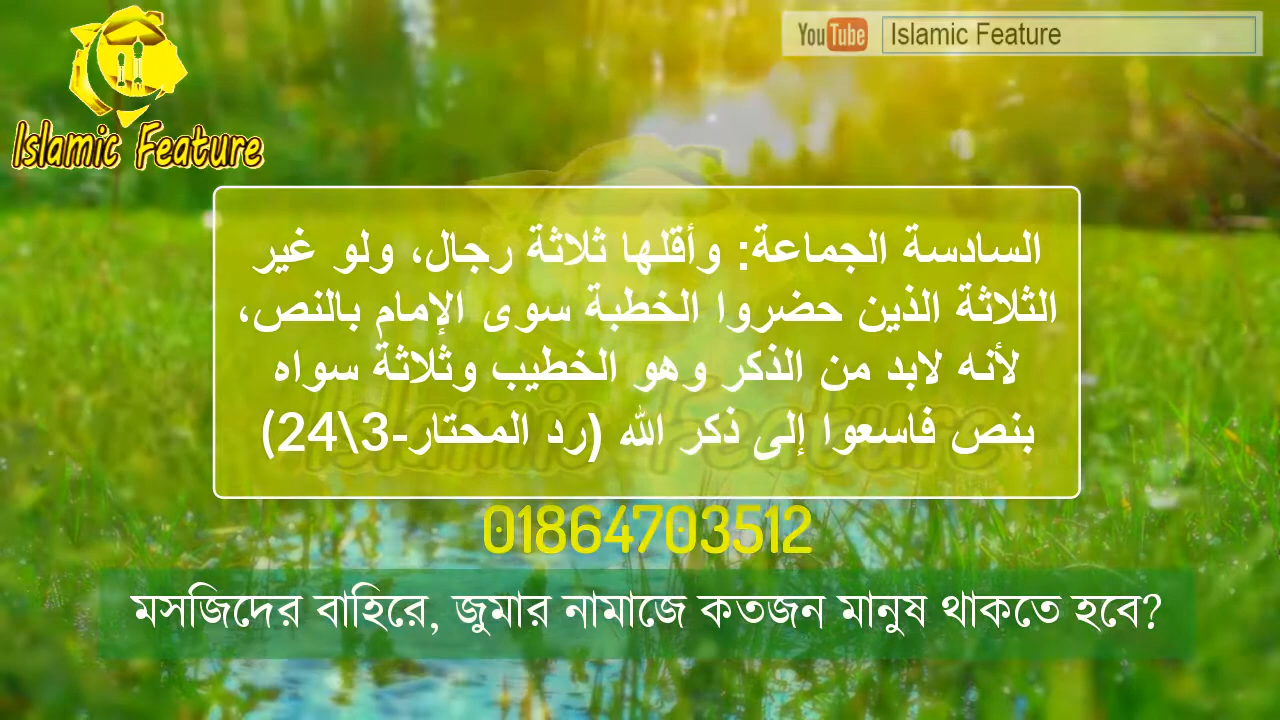 YouTube Islamic Feature
Islamic Feature
السادسة الجماعة: وأقلها ثلاثة رجال، ولو غير
الثلاثة الذين حضروا الخطبة سوى الإمام بالنص،
لأنه لابد من الذكر وهو الخطيب وثلاثة سواه
بنص فاسعوا إلى ذكر الله (رد المحتار-3\24)
Islamic Feature
01864703512
মসজিদের বাহিরে, জুমার নামাজে কতজন মানুষ থাকতে হবে?